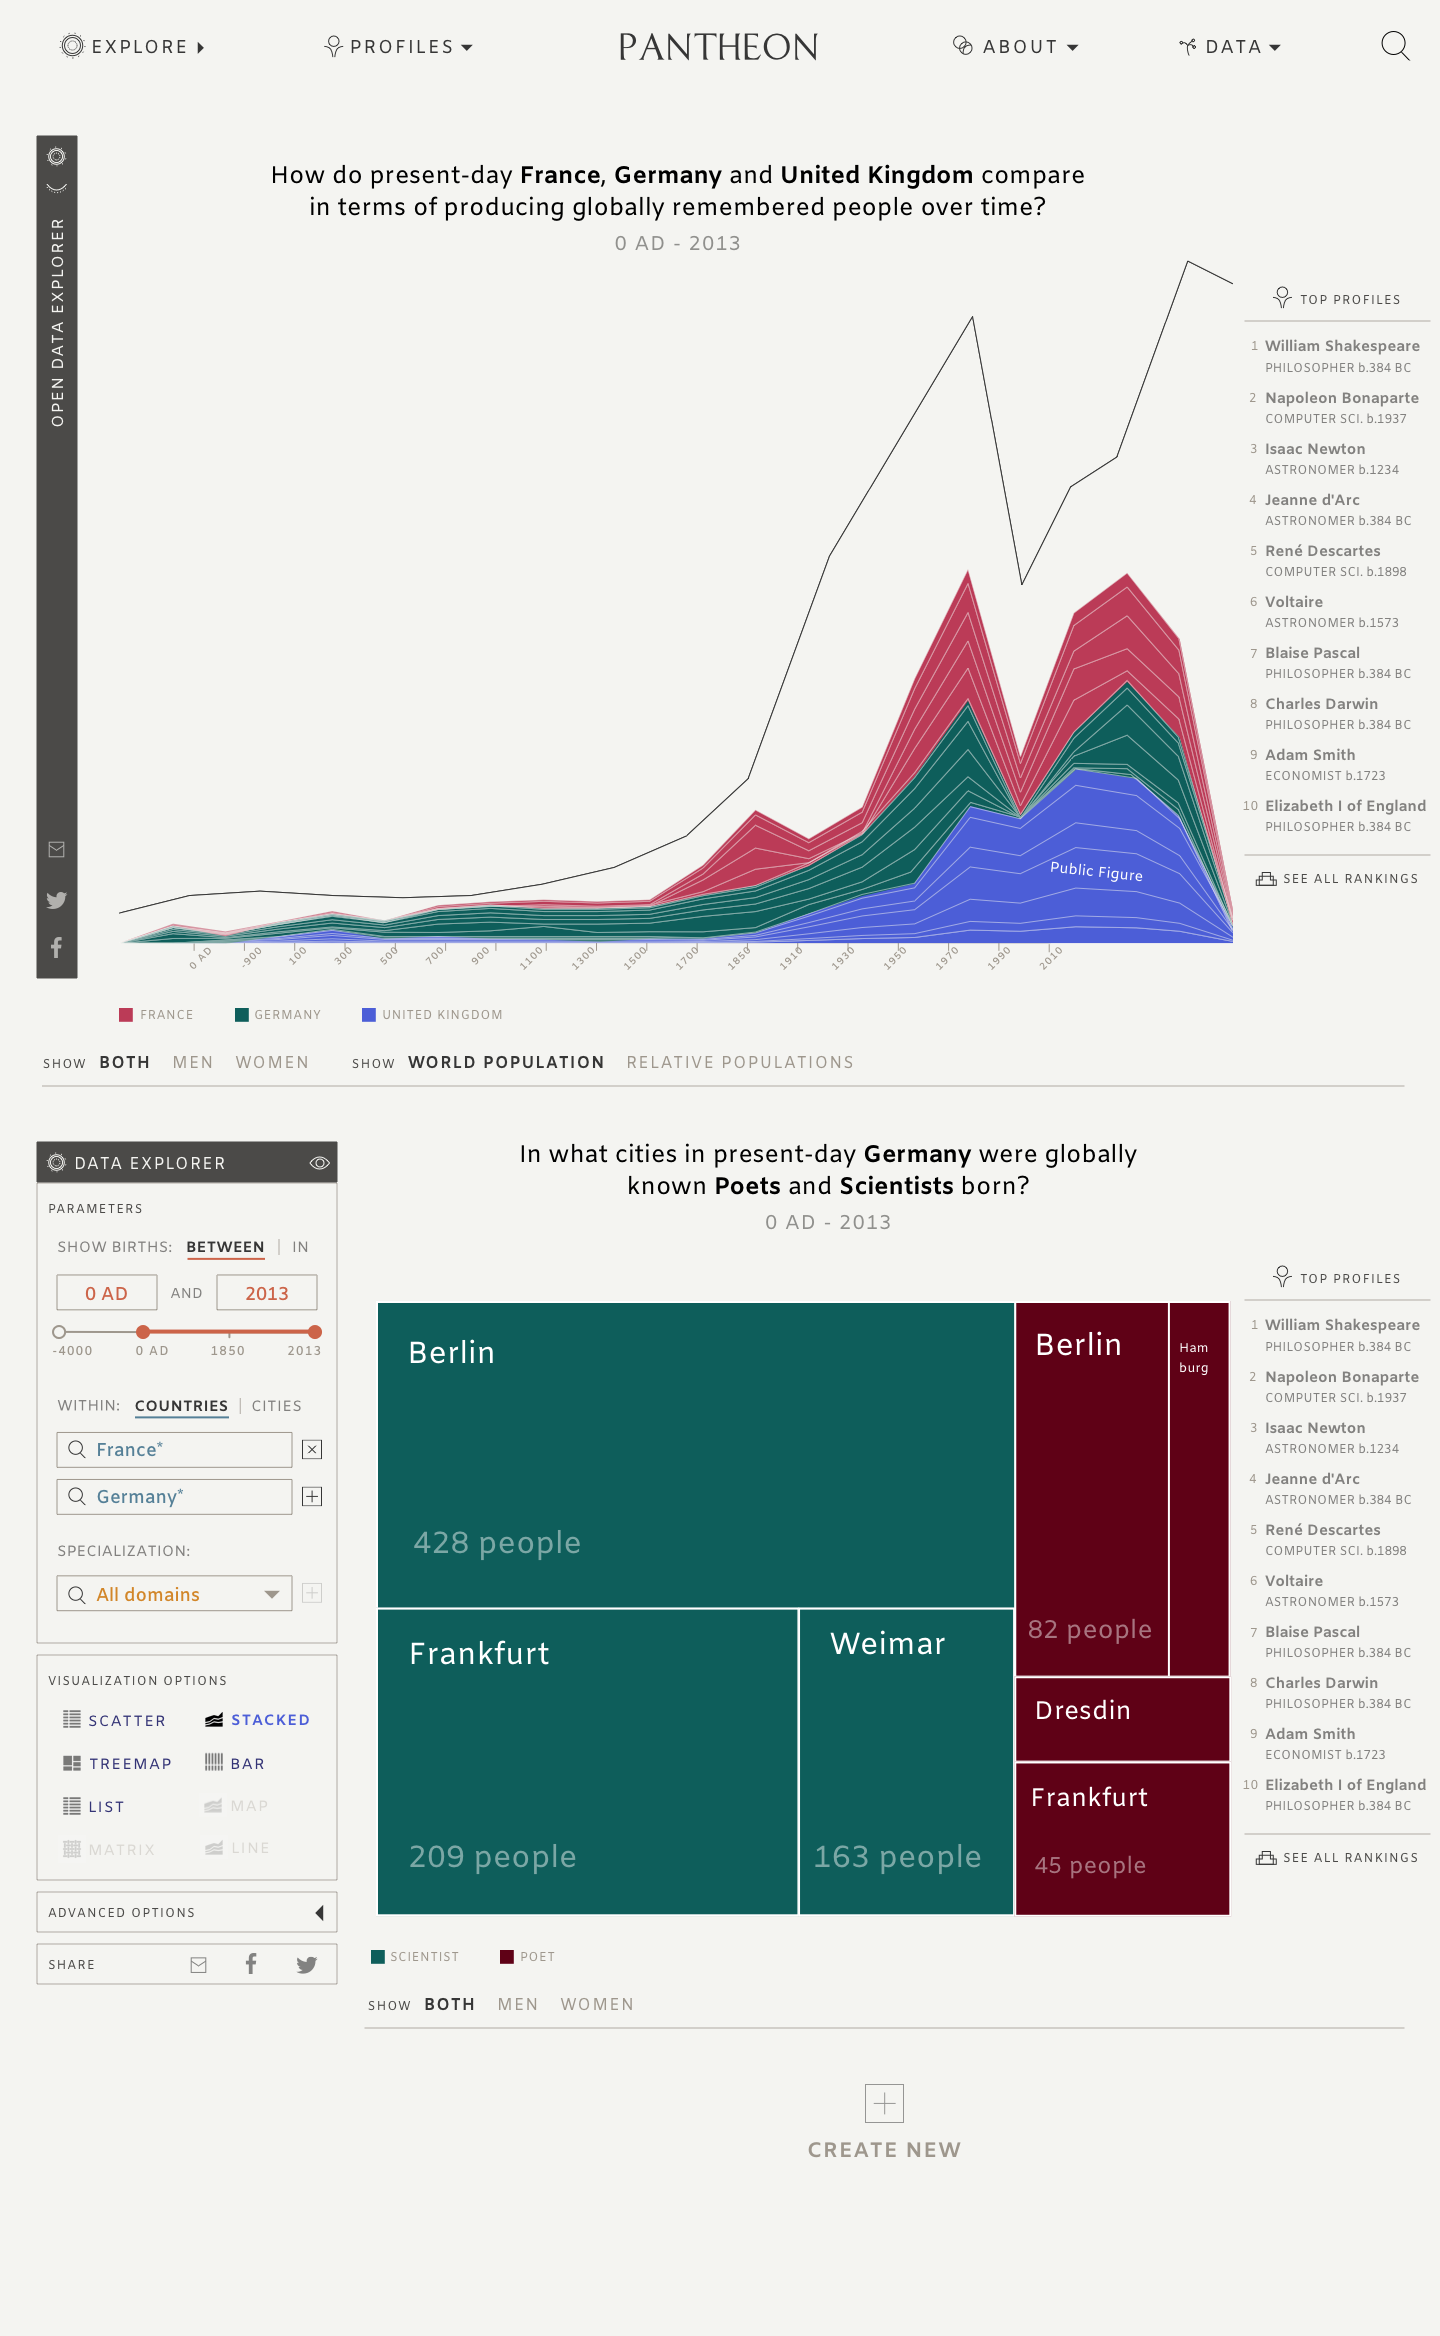 EXPLORE
PROFILES
PANTHEON
ABOUT
DATA
OPEN DATA EXPLORER
How do present-day France, Germany and United Kingdom compare
in terms of producing globally remembered people over time?
0 AD - 2013
Public Figure
0 AD
-900
100
300
500
700
900
1100
1300
1500
1700
1850
1910
1930
1950
1970
1990
2010
FRANCE
GERMANY
UNITED KINGDOM
TOP PROFILES
1 William Shakespeare
PHILOSOPHER b.384 BC
2 Napoleon Bonaparte
COMPUTER SCI. b.1937
3 Isaac Newton
ASTRONOMER b.1234
4 Jeanne d'Arc
ASTRONOMER b.384 BC
5 René Descartes
COMPUTER SCI. b.1898
6 Voltaire
ASTRONOMER b.1573
7 Blaise Pascal
PHILOSOPHER b.384 BC
8 Charles Darwin
PHILOSOPHER b.384 BC
9 Adam Smith
ECONOMIST b.1723
10 Elizabeth I of England
PHILOSOPHER b.384 BC
SEE ALL RANKINGS
SHOW BOTH MEN WOMEN
SHOW WORLD POPULATION RELATIVE POPULATIONS
DATA EXPLORER
PARAMETERS
SHOW BIRTHS: BETWEEN | IN
0 AD AND 2013
-4000 0 AD 1850 2013
WITHIN: COUNTRIES | CITIES
France*
Germany*
SPECIALIZATION:
All domains
VISUALIZATION OPTIONS
SCATTER STACKED
TREEMAP BAR
LIST MAP
MATRIX LINE
ADVANCED OPTIONS
SHARE
In what cities in present-day Germany were globally
known Poets and Scientists born?
0 AD - 2013
Berlin
428 people
Frankfurt
209 people
Weimar
163 people
Berlin
82 people
Ham
burg
Dresdin
Frankfurt
45 people
SCIENTIST
POET
SHOW BOTH MEN WOMEN
TOP PROFILES
1 William Shakespeare
PHILOSOPHER b.384 BC
2 Napoleon Bonaparte
COMPUTER SCI. b.1937
3 Isaac Newton
ASTRONOMER b.1234
4 Jeanne d'Arc
ASTRONOMER b.384 BC
5 René Descartes
COMPUTER SCI. b.1898
6 Voltaire
ASTRONOMER b.1573
7 Blaise Pascal
PHILOSOPHER b.384 BC
8 Charles Darwin
PHILOSOPHER b.384 BC
9 Adam Smith
ECONOMIST b.1723
10 Elizabeth I of England
PHILOSOPHER b.384 BC
SEE ALL RANKINGS
CREATE NEW